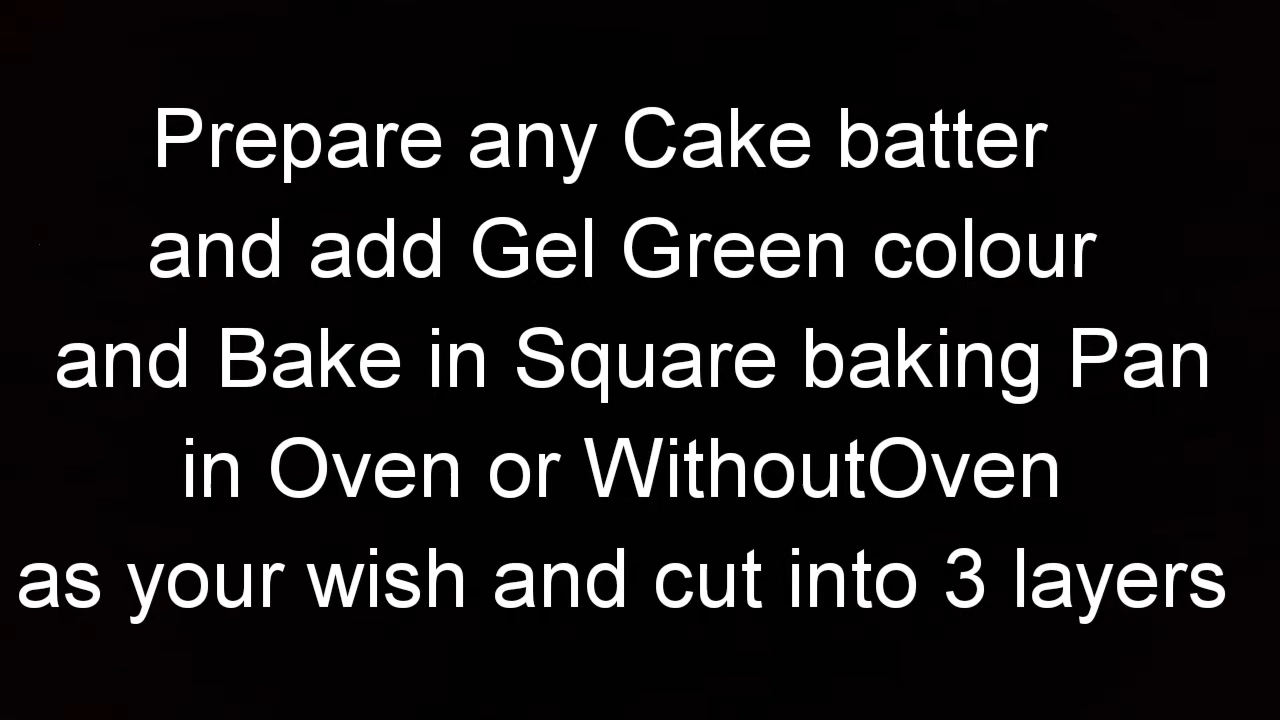 Prepare any Cake batter
and add Gel Green colour
and Bake in Square baking Pan
in Oven or WithoutOven
as your wish and cut into 3 layers